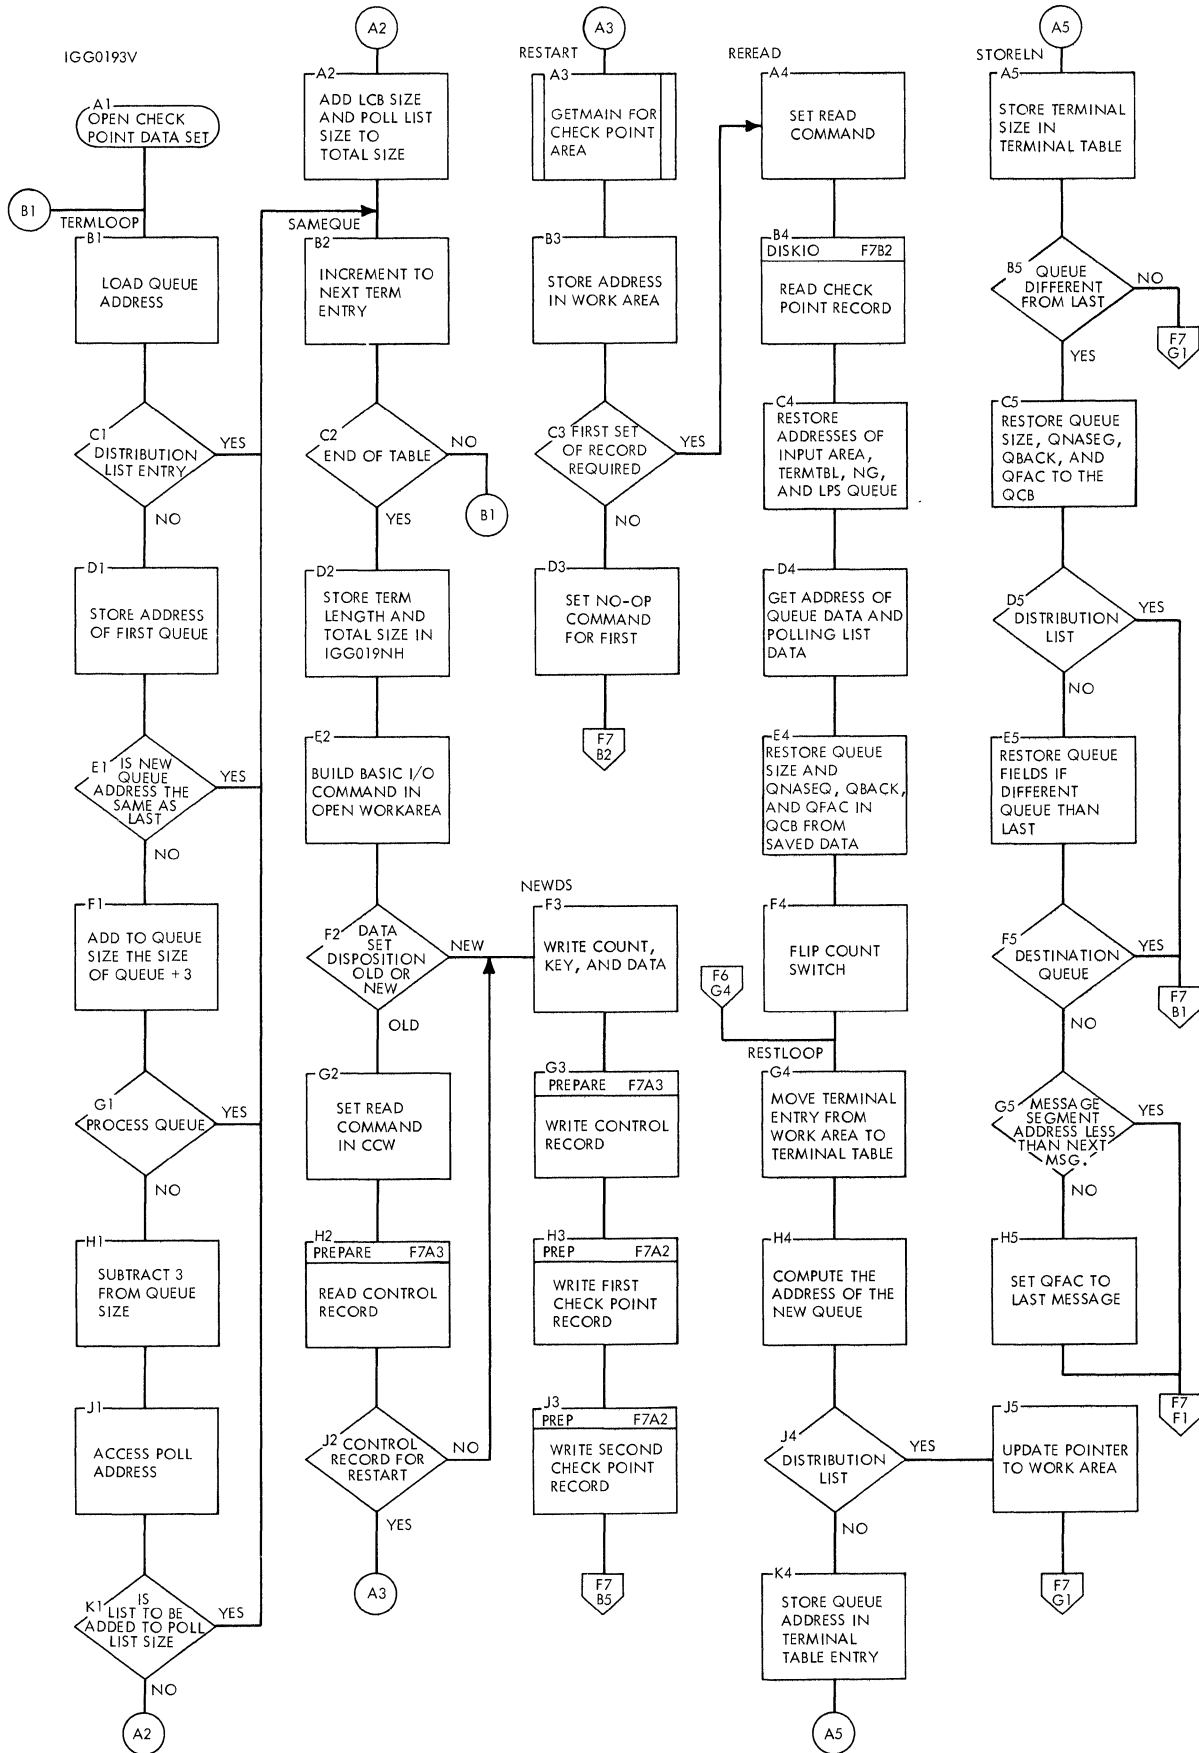 IGG0193V
A1
OPEN CHECK
POINT DATA SET
B1
TERMLOOP
B1
LOAD QUEUE
ADDRESS
C1
DISTRIBUTION
LIST ENTRY
YES
NO
D1
STORE ADDRESS
OF FIRST QUEUE
E1
IS NEW
QUEUE
ADDRESS THE
SAME AS
LAST
YES
NO
F1
ADD TO QUEUE
SIZE THE SIZE
OF QUEUE +3
G1
PROCESS QUEUE
YES
NO
H1
SUBTRACT 3
FROM QUEUE
SIZE
J1
ACCESS POLL
ADDRESS
K1
IS
LIST TO BE
ADDED TO POLL
LIST SIZE
YES
NO
A2
A2
A2
ADD LCB SIZE
AND POLL LIST
SIZE TO
TOTAL SIZE
SAMEQUE
B2
INCREMENT TO
NEXT TERM
ENTRY
C2
END OF TABLE
NO
B1
YES
D2
STORE TERM
LENGTH AND
TOTAL SIZE IN
IGG019NH
E2
BUILD BASIC I/O
COMMAND IN
OPEN WORKAREA
F2
DATA
SET
DISPOSITION
OLD OR
NEW
NEW
OLD
G2
SET READ
COMMAND
IN CCW
H2
PREPARE F7A3
READ CONTROL
RECORD
J2
CONTROL
RECORD FOR
RESTART
NO
YES
A3
A3
RESTART
A3
GETMAIN FOR
CHECK POINT
AREA
B3
STORE ADDRESS
IN WORK AREA
C3
FIRST SET
OF RECORD
REQUIRED
YES
NO
D3
SET NO-OP
COMMAND
FOR FIRST
F7
B2
NEWDS
F3
WRITE COUNT,
KEY, AND DATA
G3
PREPARE F7A3
WRITE CONTROL
RECORD
H3
PREP F7A2
WRITE FIRST
CHECK POINT
RECORD
J3
PREP F7A2
WRITE SECOND
CHECK POINT
RECORD
F7
B5
REREAD
A4
SET READ
COMMAND
B4
DISKIO F7B2
READ CHECK
POINT RECORD
C4
RESTORE
ADDRESSES OF
INPUT AREA,
TERMTBL, NG,
AND LPS QUEUE
D4
GET ADDRESS OF
QUEUE DATA AND
POLLING LIST
DATA
E4
RESTORE QUEUE
SIZE AND
QNASEQ, QBACK,
AND QFAC IN
QCB FROM
SAVED DATA
F4
FLIP COUNT
SWITCH
F6
G4
RESTLOOP
G4
MOVE TERMINAL
ENTRY FROM
WORK AREA TO
TERMINAL TABLE
H4
COMPUTE THE
ADDRESS OF THE
NEW QUEUE
J4
DISTRIBUTION
LIST
YES
NO
K4
STORE QUEUE
ADDRESS IN
TERMINAL
TABLE ENTRY
A5
A5
STORELN
A5
STORE TERMINAL
SIZE IN
TERMINAL TABLE
B5
QUEUE
DIFFERENT
FROM LAST
NO
F7
G1
YES
C5
RESTORE QUEUE
SIZE, QNASEG,
QBACK, AND
QFAC TO THE
QCB
D5
DISTRIBUTION
LIST
YES
NO
E5
RESTORE QUEUE
FIELDS IF
DIFFERENT
QUEUE THAN
LAST
F5
DESTINATION
QUEUE
YES
F7
B1
NO
G5
MESSAGE
SEGMENT
ADDRESS LESS
THAN NEXT
MSG.
YES
NO
H5
SET QFAC TO
LAST MESSAGE
F7
F1
J5
UPDATE POINTER
TO WORK AREA
F7
G1